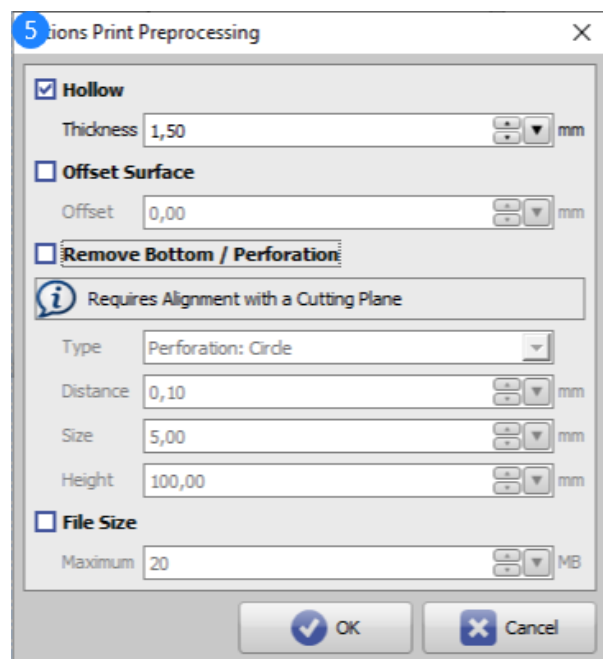 5
tions Print Preprocessing
Hollow
Thickness 1,50 mm
Offset Surface
Offset 0,00 mm
Remove Bottom / Perforation
i Requires Alignment with a Cutting Plane
Type Perforation: Circle
Distance 0,10 mm
Size 5,00 mm
Height 100,00 mm
File Size
Maximum 20 MB
OK Cancel